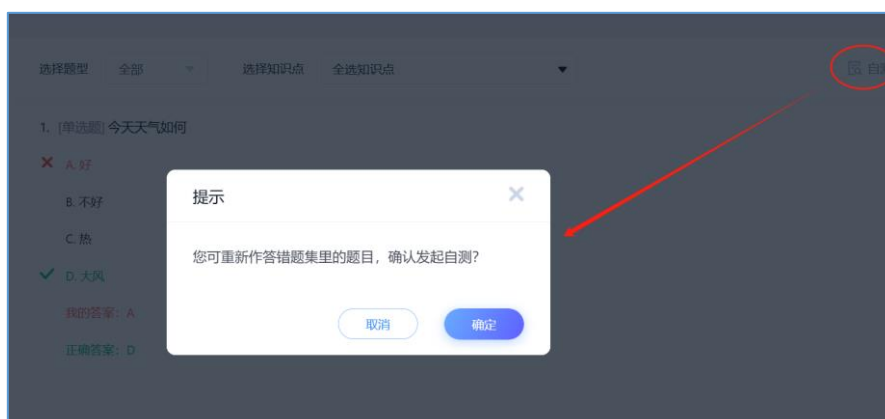 选择题型 全部 选择知识点 全选知识点 自
1. [单选题] 今天天气如何
A. 好
B. 不好
C. 热
D. 大风
我的答案：A
正确答案：D
提示
您可重新作答错题集里的题目，确认发起自测？
取消 确定